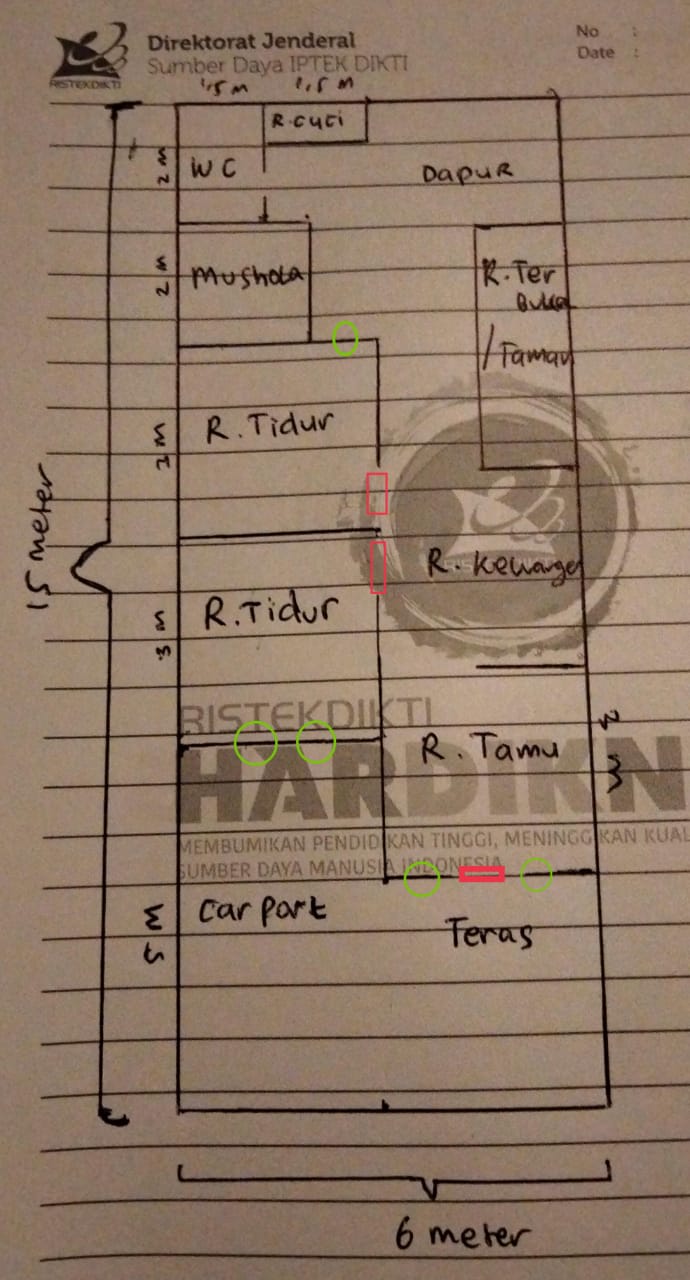 Direktorat Jenderal
Sumber Daya IPTEK DIKTI
RISTEKDIKTI
No :
Date :
1,5 M
1,5 M
R. cuci
WC
Dapur
2 M
Mushola
2 M
R. Ter
Buka
/Taman
R. Tidur
3 M
15 meter
R. Keluarga
R. Tidur
3 M
RISTEKDIKTI
HARDIKN
R. Tamu
2 M
MEMBUMIKAN PENDIDIKAN TINGGI, MENINGGIKAN KUAL
SUMBER DAYA MANUSIA INDONESIA
Car port
Teras
5 M
6 meter